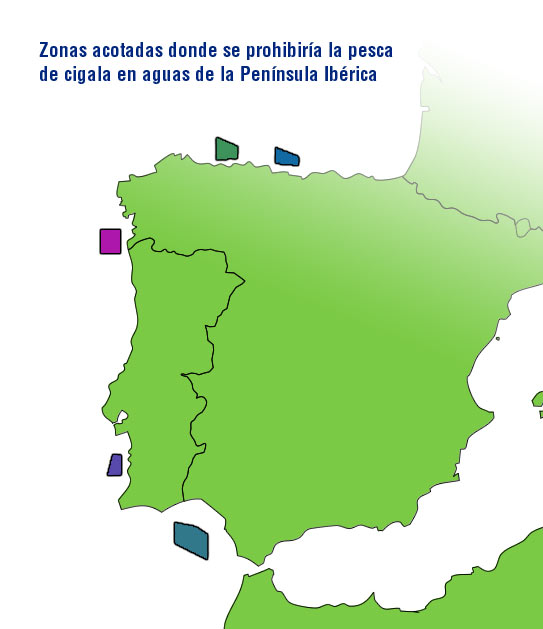 Zonas acotadas donde se prohibiría la pesca
de cigala en aguas de la Península Ibérica